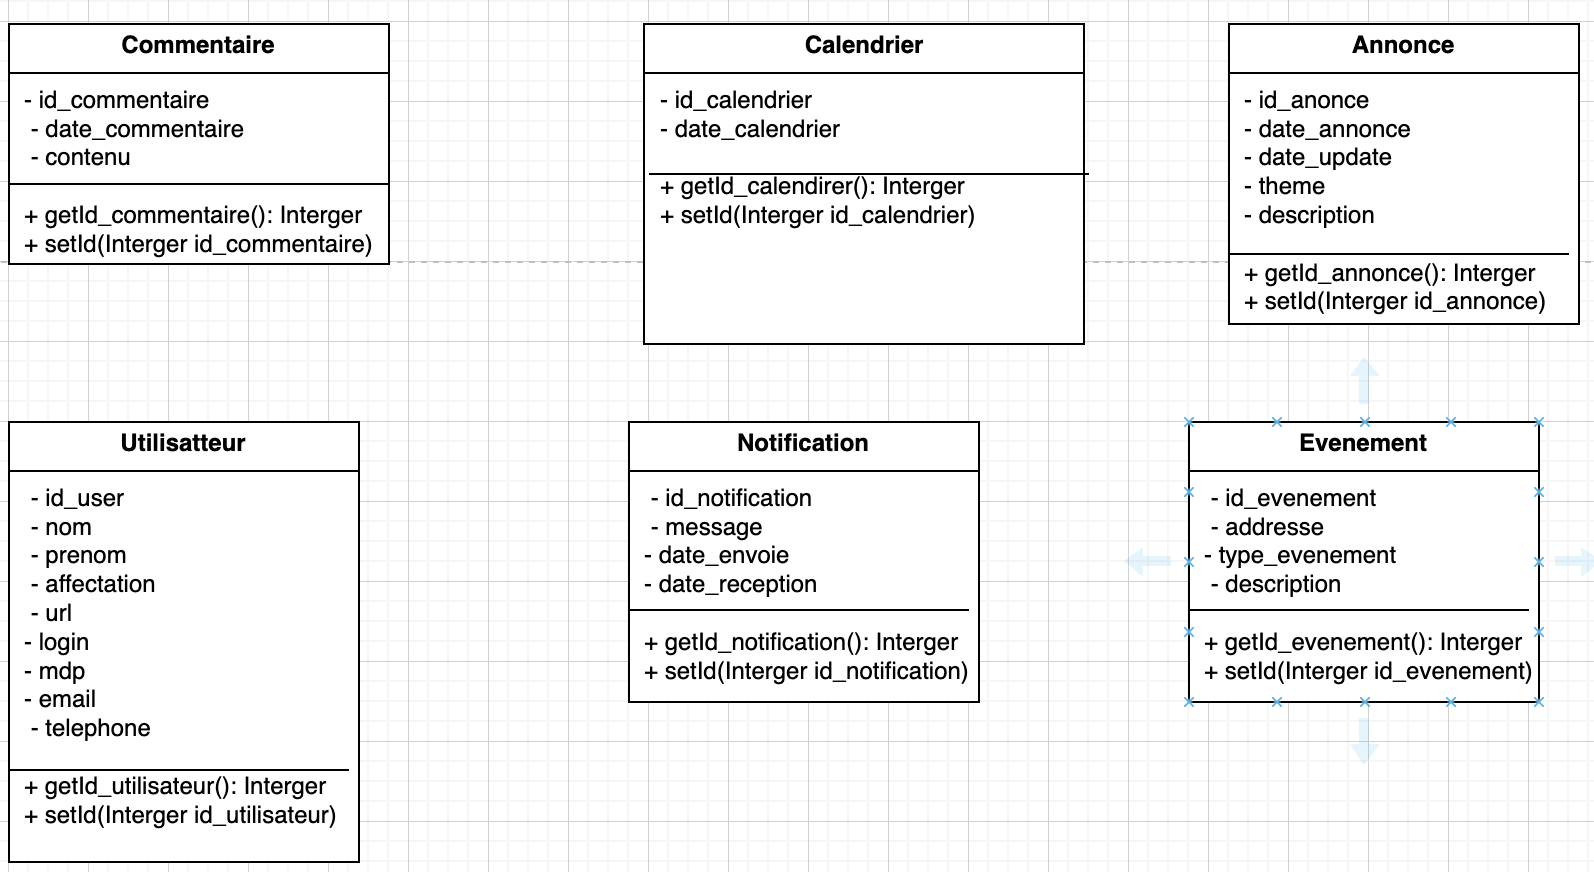 Commentaire
- id_commentaire
- date_commentaire
- contenu
+ getId_commentaire(): Interger
+ setId(Interger id_commentaire)
Calendrier
- id_calendrier
- date_calendrier
+ getId_calendirer(): Interger
+ setId(Interger id_calendrier)
Annonce
- id_anonce
- date_annonce
- date_update
- theme
- description
+ getId_annonce(): Interger
+ setId(Interger id_annonce)
Utilisatteur
- id_user
- nom
- prenom
- affectation
- url
- login
- mdp
- email
- telephone
+ getId_utilisateur(): Interger
+ setId(Interger id_utilisateur)
Notification
- id_notification
- message
- date_envoie
- date_reception
+ getId_notification(): Interger
+ setId(Interger id_notification)
Evenement
- id_evenement
- addresse
- type_evenement
- description
+ getId_evenement(): Interger
+ setId(Interger id_evenement)